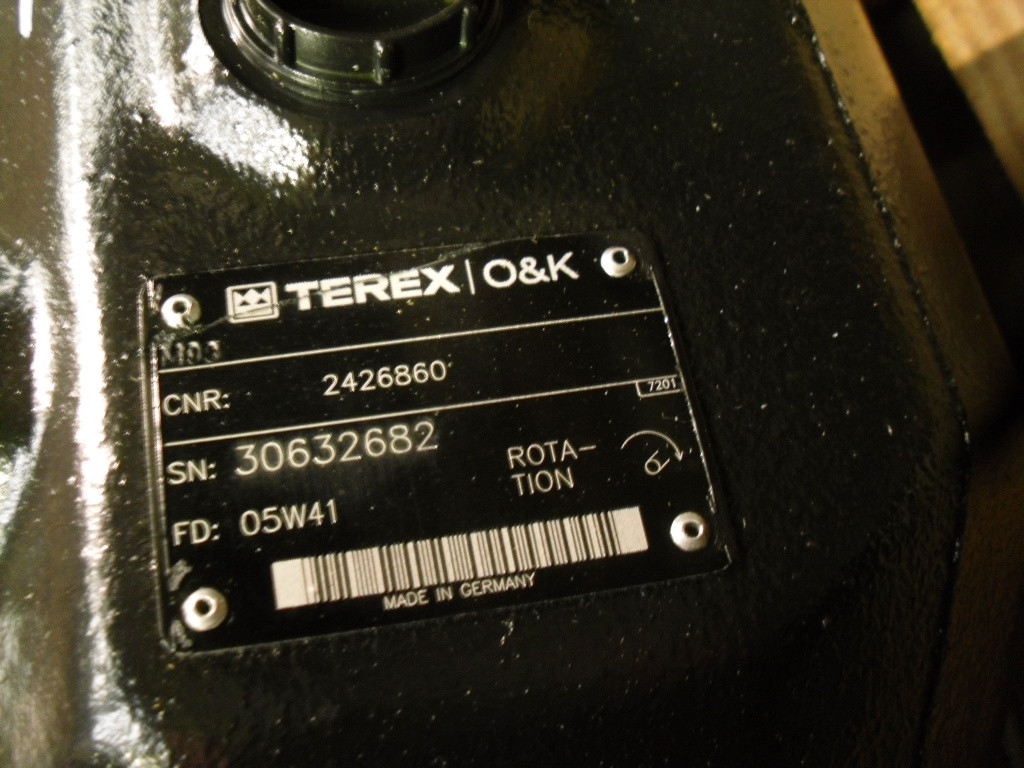 TEREX | O&K
CNR: 2426860
7201
SN: 30632682
ROTA-
TION
FD: 05W41
MADE IN GERMANY